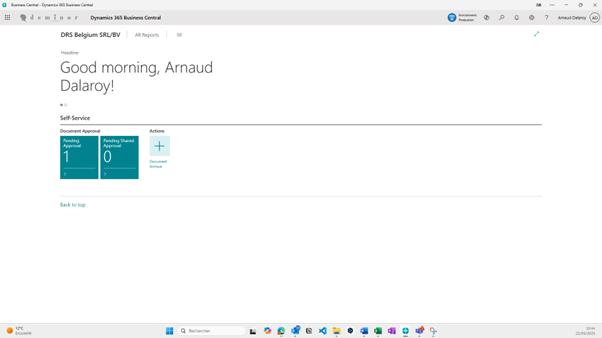 Business Central - Dynamics 365 Business Central
deminor Dynamics 365 Business Central Environment: Production Arnaud Dalaroy AD
DRS Belgium SRL/BV All Reports
Headline
Good morning, Arnaud
Dalaroy!
Self-Service
Document Approval Actions
Pending
Approval
1
Pending Shared
Approval
0
Document
Archive
Back to top
12°C
Ensoleillé
Rechercher